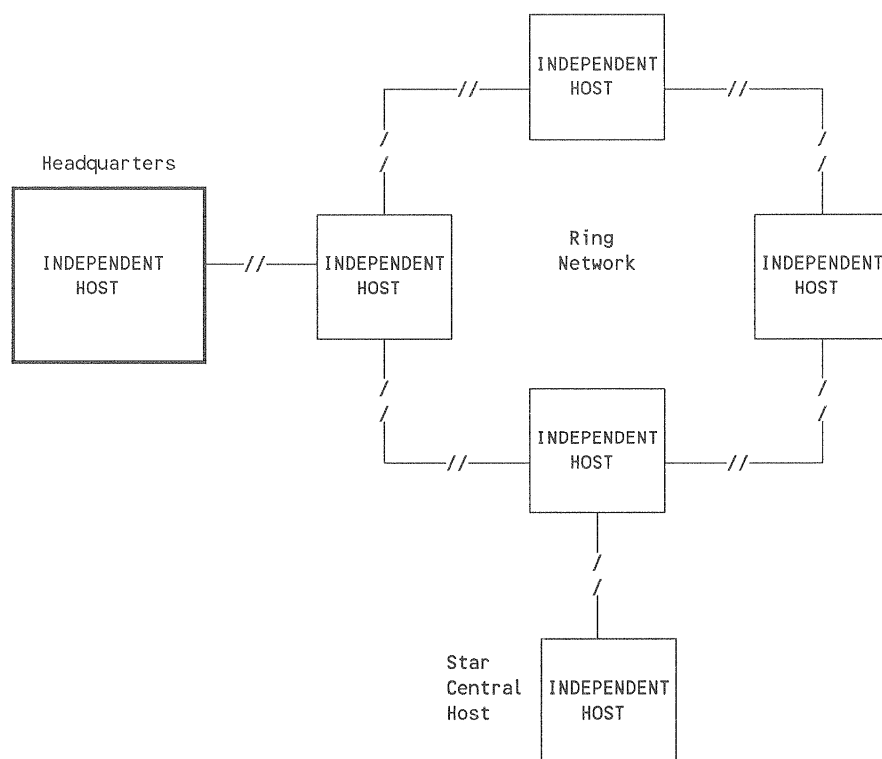 INDEPENDENT
HOST
Headquarters
INDEPENDENT
HOST
INDEPENDENT
HOST
Ring
Network
INDEPENDENT
HOST
INDEPENDENT
HOST
Star
Central
Host
INDEPENDENT
HOST